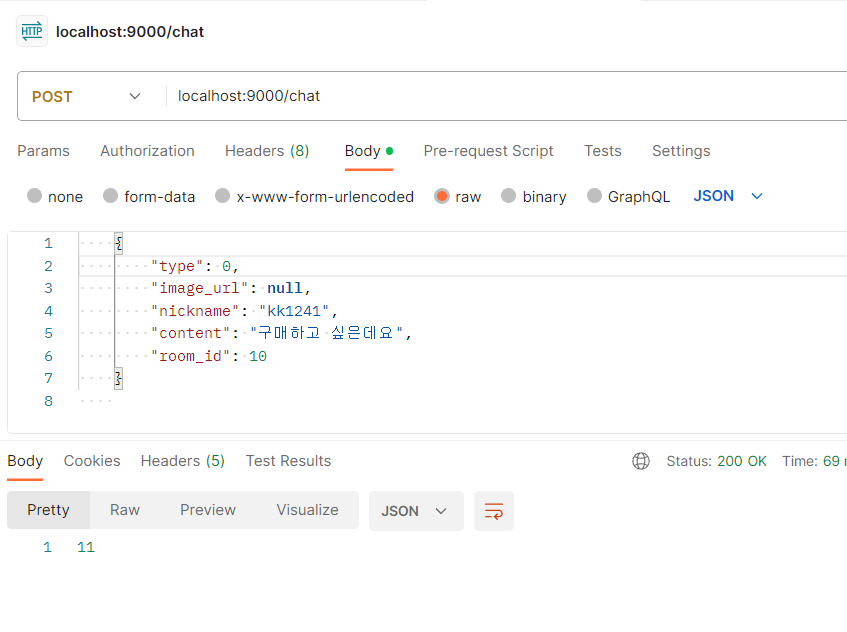 HTTP localhost:9000/chat
POST localhost:9000/chat
Params Authorization Headers (8) Body Pre-request Script Tests Settings
none form-data x-www-form-urlencoded raw binary GraphQL JSON
1 {
2 "type": 0,
3 "image_url": null,
4 "nickname": "kk1241",
5 "content": "구매하고 싶은데요",
6 "room_id": 10
7 }
8
Body Cookies Headers (5) Test Results Status: 200 OK Time: 69
Pretty Raw Preview Visualize JSON
1 11